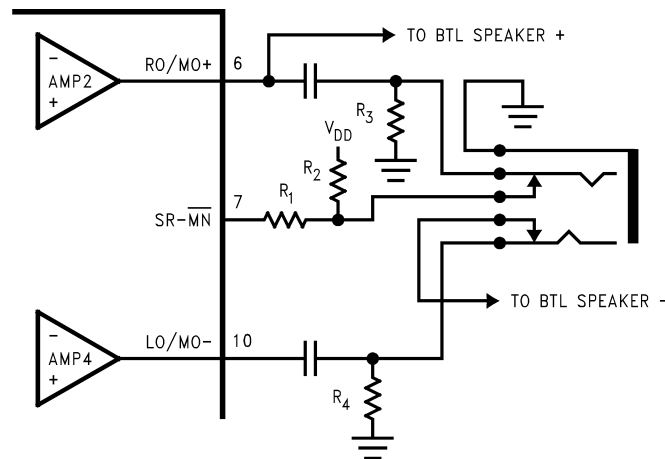 TO BTL SPEAKER +
RO/MO+ 6
AMP2
−
+
R3
VDD
R2
R1
7
SR-M̅N̅
TO BTL SPEAKER -
LO/MO- 10
−
AMP4
+
R4